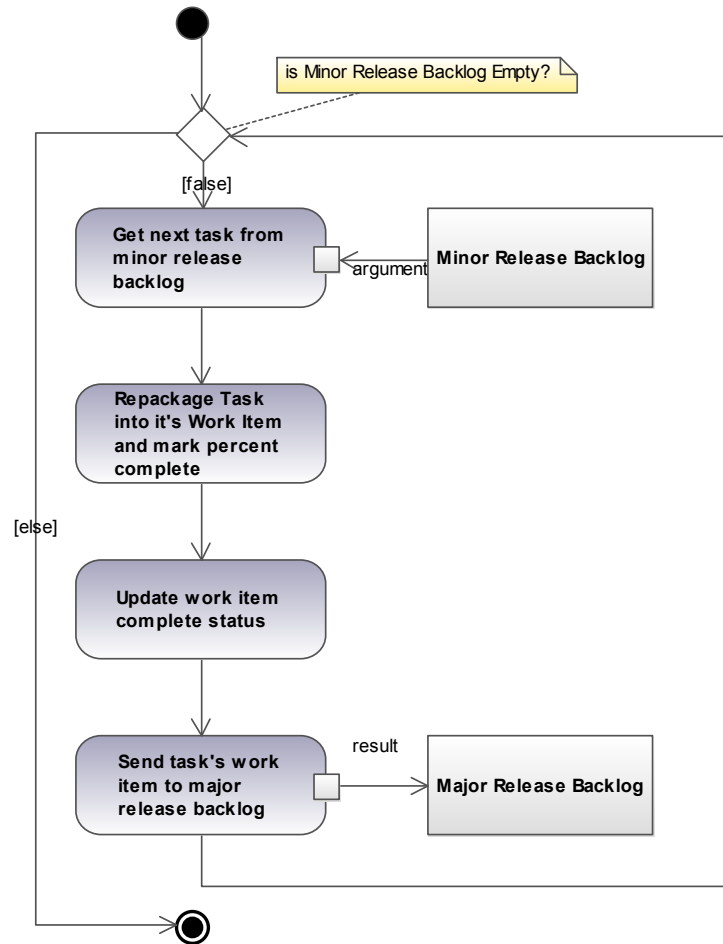 is Minor Release Backlog Empty?
[false]
Get next task from
minor release
backlog
argument
Minor Release Backlog
Repackage Task
into it's Work Item
and mark percent
complete
[else]
Update work item
complete status
Send task's work
item to major
release backlog
result
Major Release Backlog